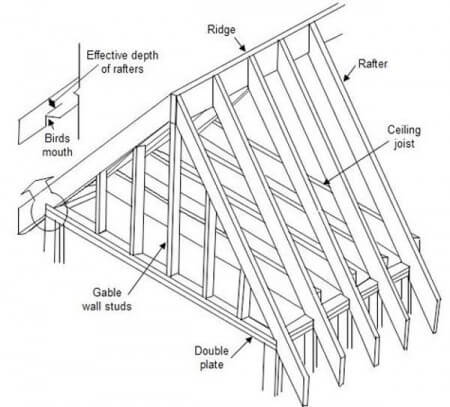 Ridge
Effective depth
of rafters
Rafter
Birds
mouth
Ceiling
joist
Gable
wall studs
Double
plate